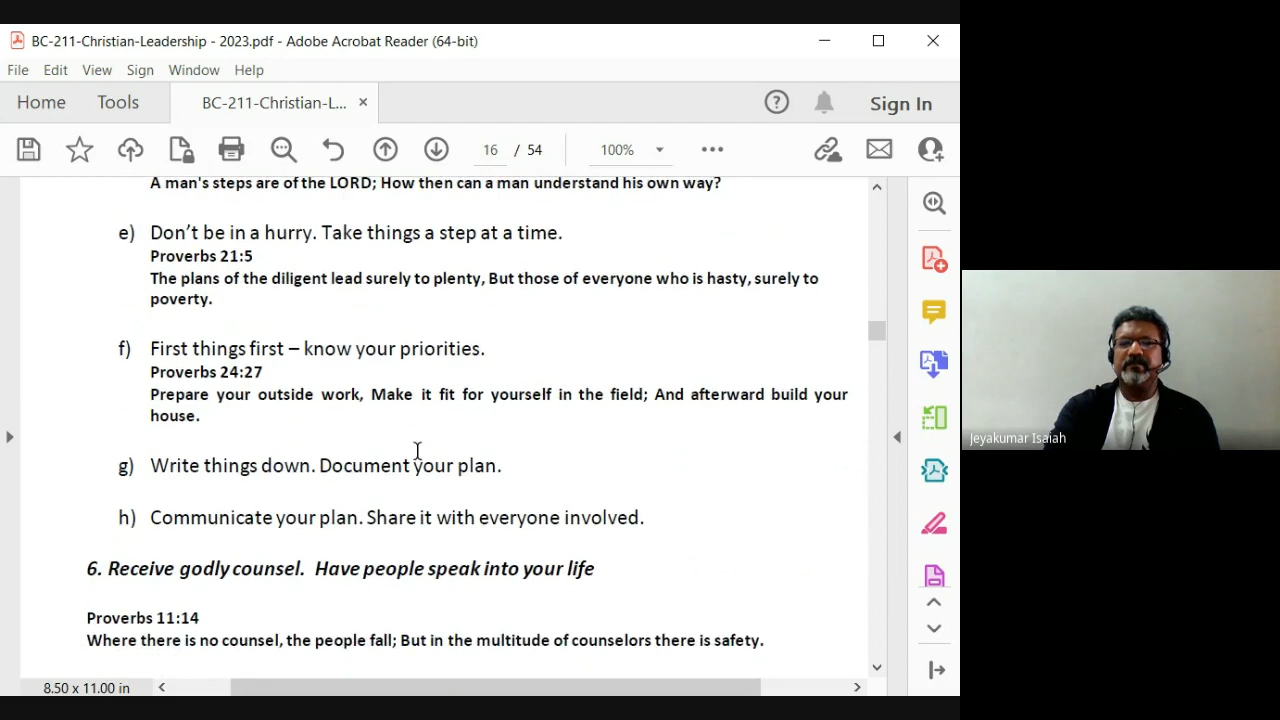 BC-211-Christian-Leadership - 2023.pdf - Adobe Acrobat Reader (64-bit)
File Edit View Sign Window Help
Home Tools BC-211-Christian-L... × Sign In
16 / 54 100%
A man's steps are of the LORD; How then can a man understand his own way?
e) Don’t be in a hurry. Take things a step at a time.
Proverbs 21:5
The plans of the diligent lead surely to plenty, But those of everyone who is hasty, surely to
poverty.
f) First things first – know your priorities.
Proverbs 24:27
Prepare your outside work, Make it fit for yourself in the field; And afterward build your
house.
g) Write things down. Document your plan.
h) Communicate your plan. Share it with everyone involved.
6. Receive godly counsel. Have people speak into your life
Proverbs 11:14
Where there is no counsel, the people fall; But in the multitude of counselors there is safety.
8.50 x 11.00 in
Jeyakumar Isaiah